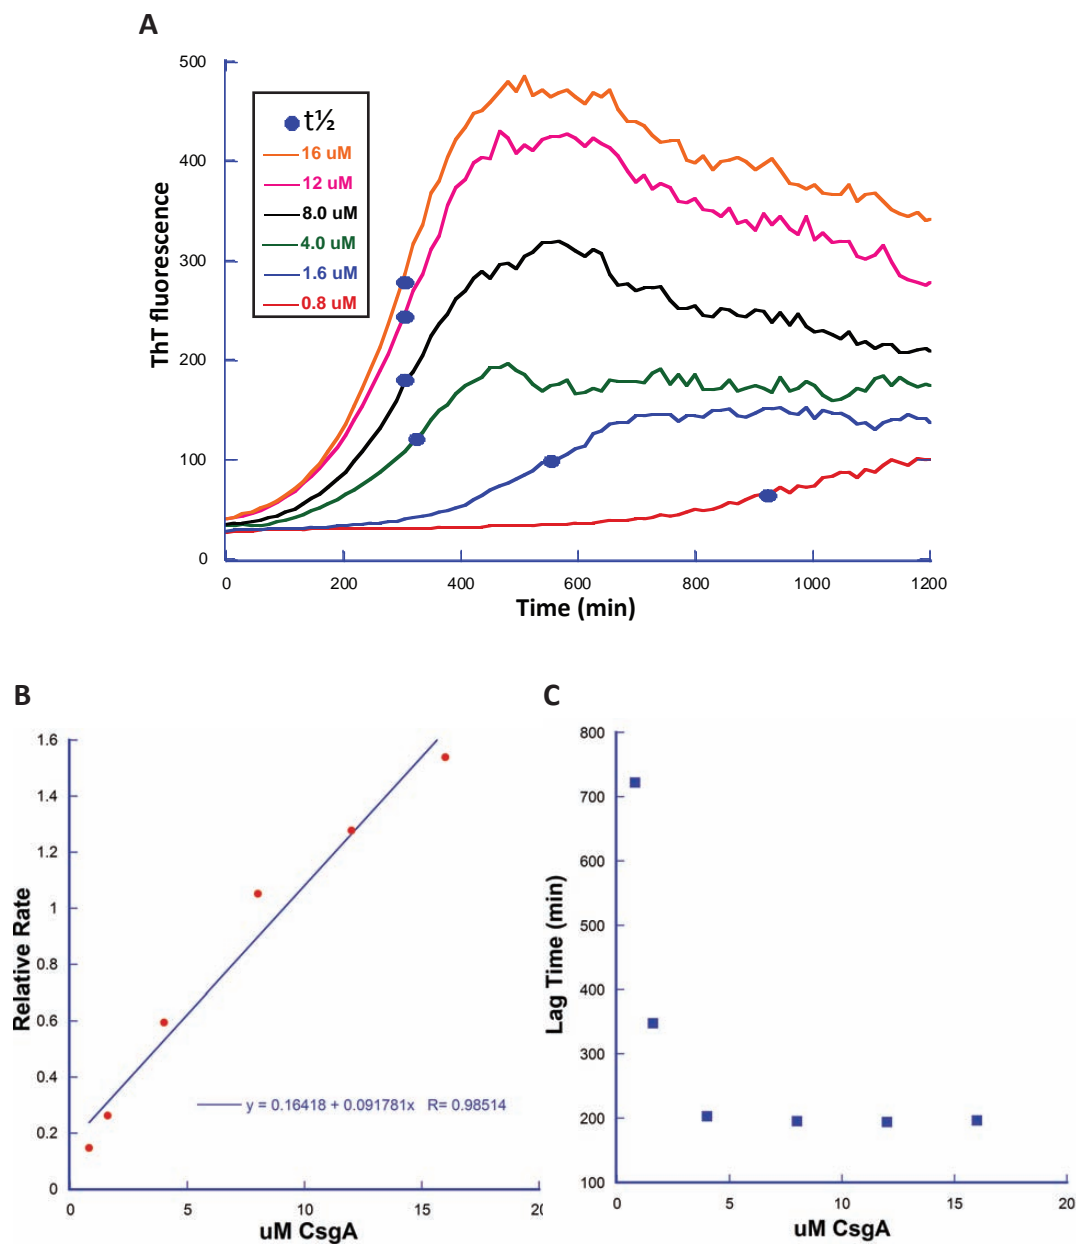 A
500
400
300
200
100
0
ThT fluorescence
t½
16 uM
12 uM
8.0 uM
4.0 uM
1.6 uM
0.8 uM
0 200 400 600 800 1000 1200
Time (min)
B
1.6
1.4
1.2
1
0.8
0.6
0.4
0.2
0
Relative Rate
y = 0.16418 + 0.091781x R= 0.98514
0 5 10 15 20
uM CsgA
C
800
700
600
500
400
300
200
100
Lag Time (min)
0 5 10 15 20
uM CsgA